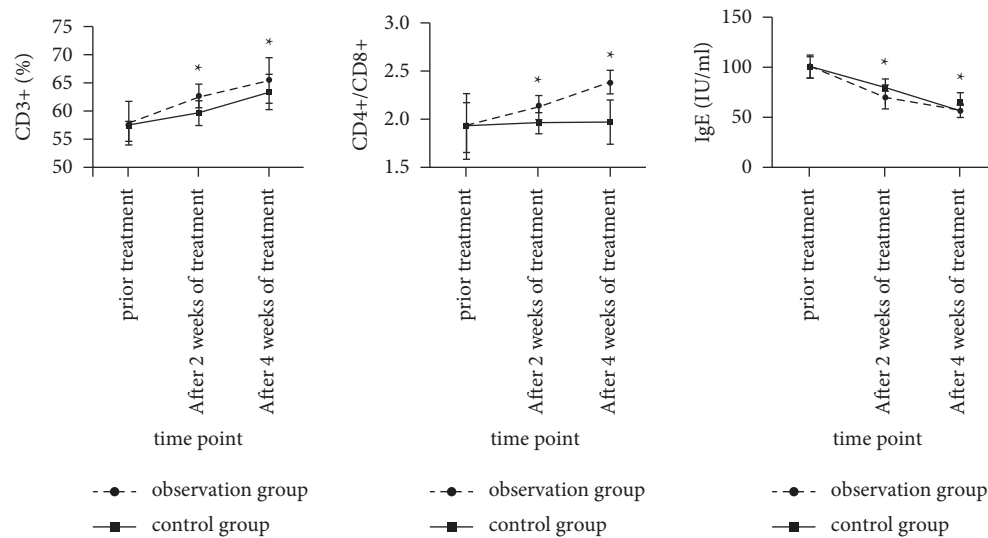 CD3+ (%)
75
70
65
60
55
50
*
*
prior treatment
After 2 weeks of treatment
After 4 weeks of treatment
time point
observation group
control group
CD4+/CD8+
3.0
2.5
2.0
1.5
*
*
prior treatment
After 2 weeks of treatment
After 4 weeks of treatment
time point
observation group
control group
IgE (IU/ml)
150
100
50
0
*
*
prior treatment
After 2 weeks of treatment
After 4 weeks of treatment
time point
observation group
control group